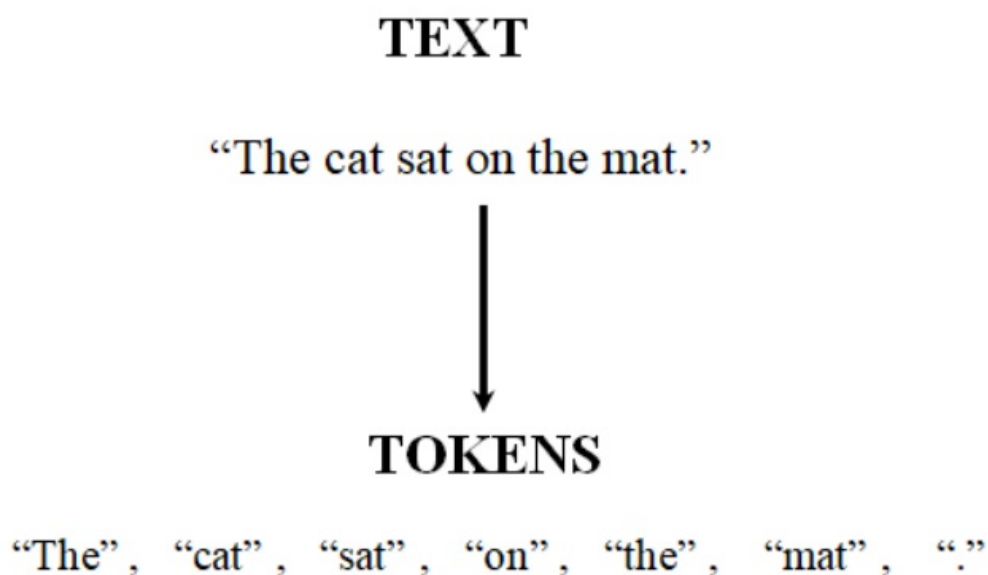 TEXT
“The cat sat on the mat.”
TOKENS
“The” , “cat” , “sat” , “on” , “the” , “mat” , “.”